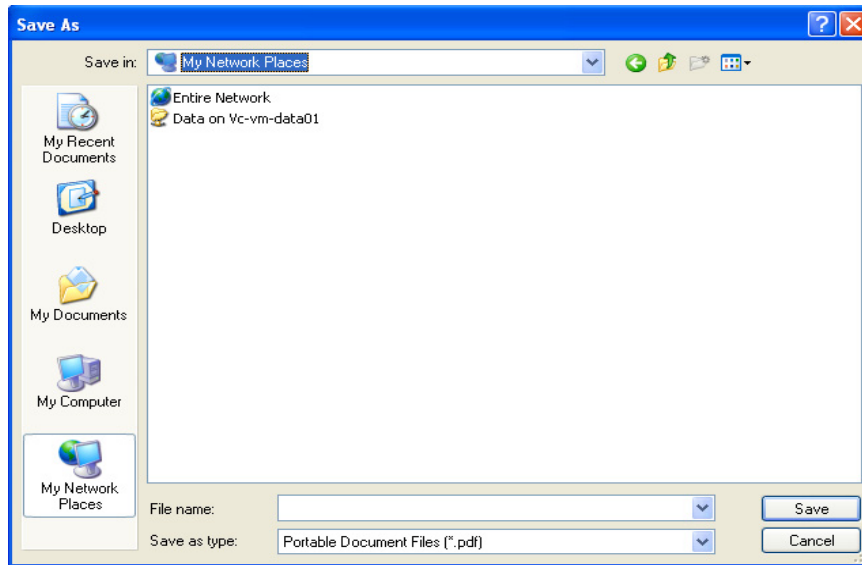 Save As
Save in:
My Network Places
Entire Network
Data on Vc-vm-data01
My Recent
Documents
Desktop
My Documents
My Computer
My Network
Places
File name:
Save
Save as type:
Portable Document Files (*.pdf)
Cancel